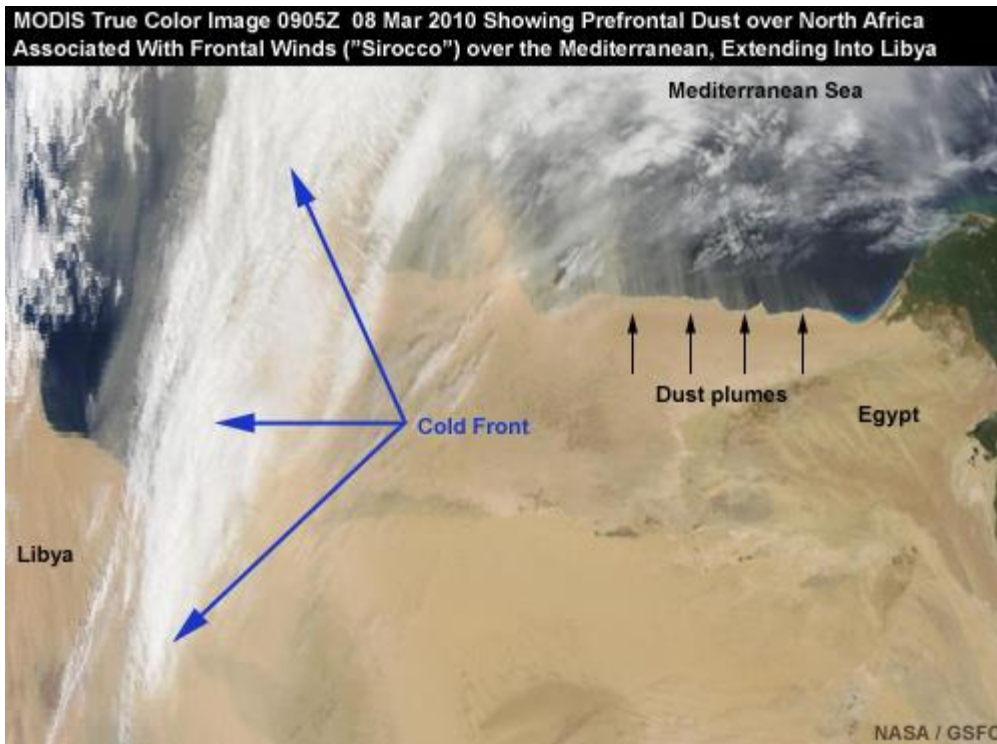 MODIS True Color Image 0905Z 08 Mar 2010 Showing Prefrontal Dust over North Africa
Associated With Frontal Winds ("Sirocco") over the Mediterranean, Extending Into Libya
Mediterranean Sea
Dust plumes
Egypt
Cold Front
Libya
NASA / GSFC